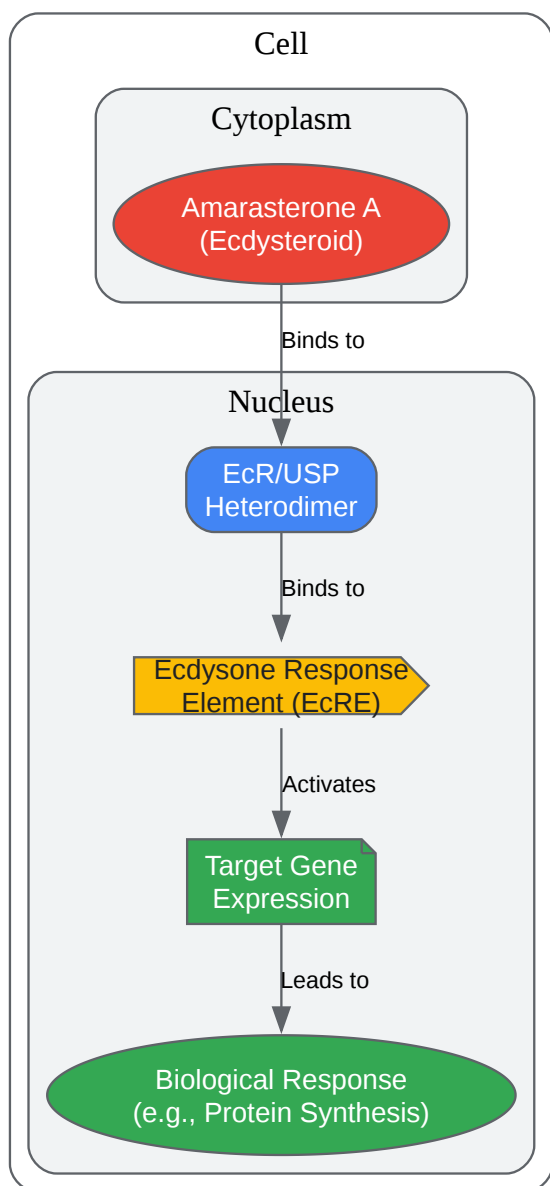 Cell
Cytoplasm
Amarasterone A
(Ecdysteroid)
Binds to
Nucleus
EcR/USP
Heterodimer
Binds to
Ecdysone Response
Element (EcRE)
Activates
Target Gene
Expression
Leads to
Biological Response
(e.g., Protein Synthesis)